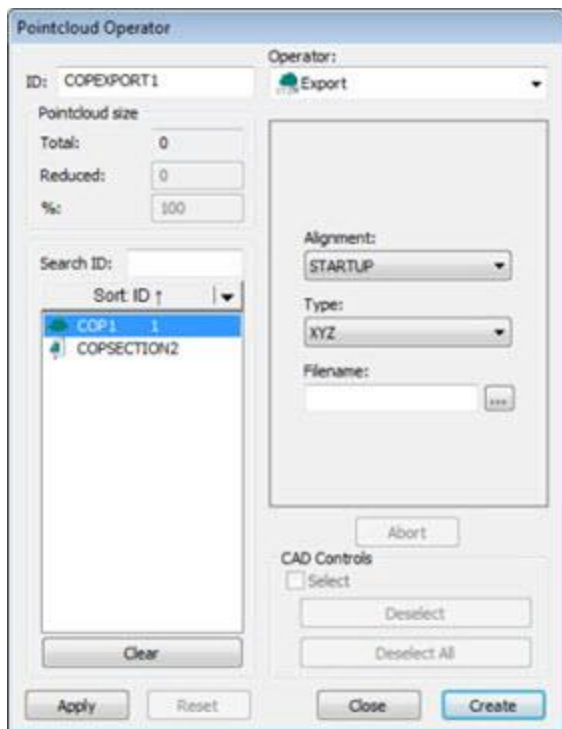 Pointcloud Operator
ID: COPEXPORT1
Operator:
Export
Pointcloud size
Total: 0
Reduced: 0
%: 100
Search ID:
Sort: ID ↑
COP1 1
COPSECTION2
Clear
Alignment:
STARTUP
Type:
XYZ
Filename:
...
Abort
CAD Controls
Select
Deselect
Deselect All
Apply Reset Close Create